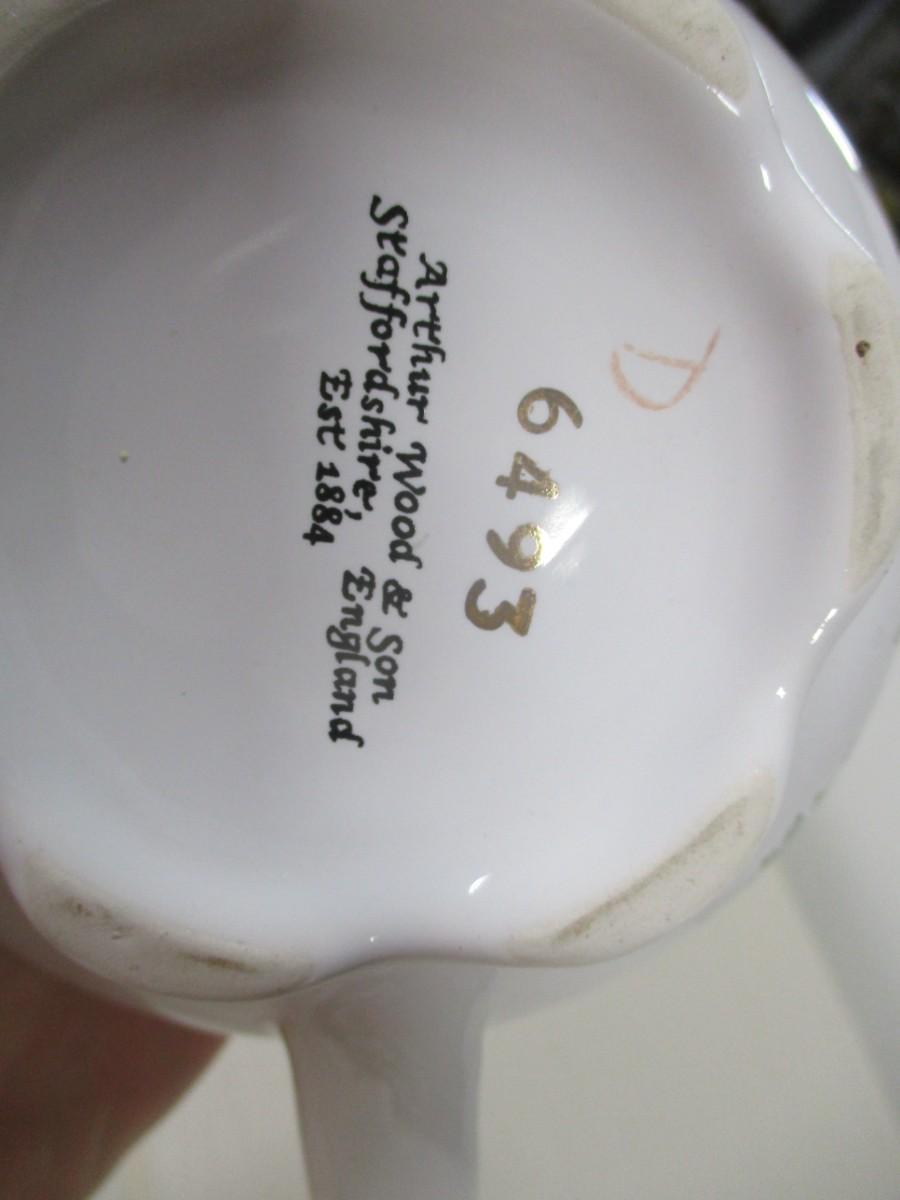 D
6493
Arthur Wood & Son
Staffordshire, England
Est 1884